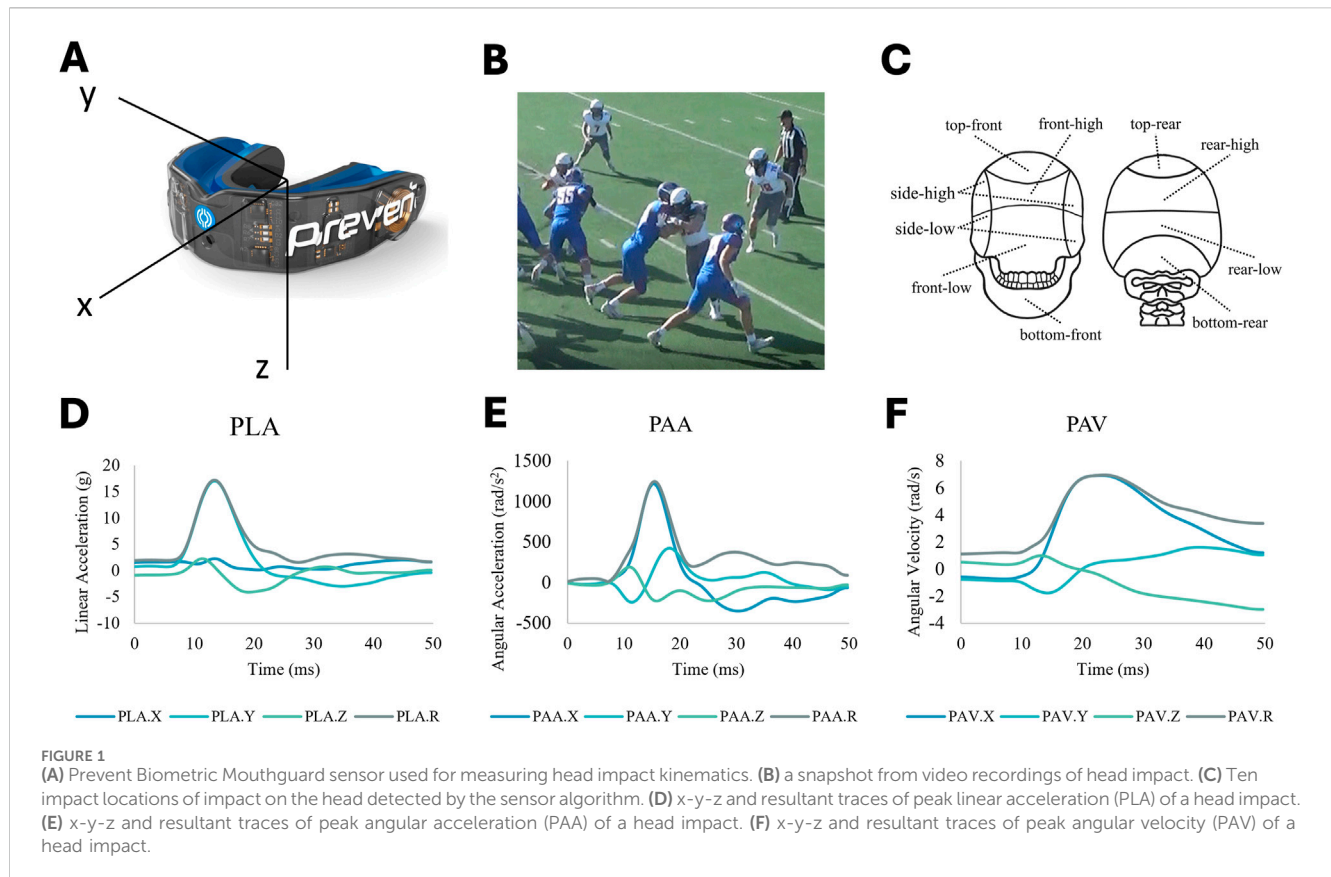 A
y
x
z
preven
B
7
55
C
top-front
front-high
top-rear
rear-high
side-high
side-low
front-low
rear-low
bottom-front
bottom-rear
D
PLA
Linear Acceleration (g)
20
15
10
5
0
-5
-10
0 10 20 30 40 50
Time (ms)
PLA.X PLA.Y PLA.Z PLA.R
E
PAA
Angular Acceleration (rad/s²)
1500
1000
500
0
-500
0 10 20 30 40 50
Time (ms)
PAA.X PAA.Y PAA.Z PAA.R
F
PAV
Angular Velocity (rad/s)
8
6
4
2
0
-2
-4
0 10 20 30 40 50
Time (ms)
PAV.X PAV.Y PAV.Z PAV.R
FIGURE 1
(A) Prevent Biometric Mouthguard sensor used for measuring head impact kinematics. (B) a snapshot from video recordings of head impact. (C) Ten
impact locations of impact on the head detected by the sensor algorithm. (D) x-y-z and resultant traces of peak linear acceleration (PLA) of a head impact.
(E) x-y-z and resultant traces of peak angular acceleration (PAA) of a head impact. (F) x-y-z and resultant traces of peak angular velocity (PAV) of a
head impact.